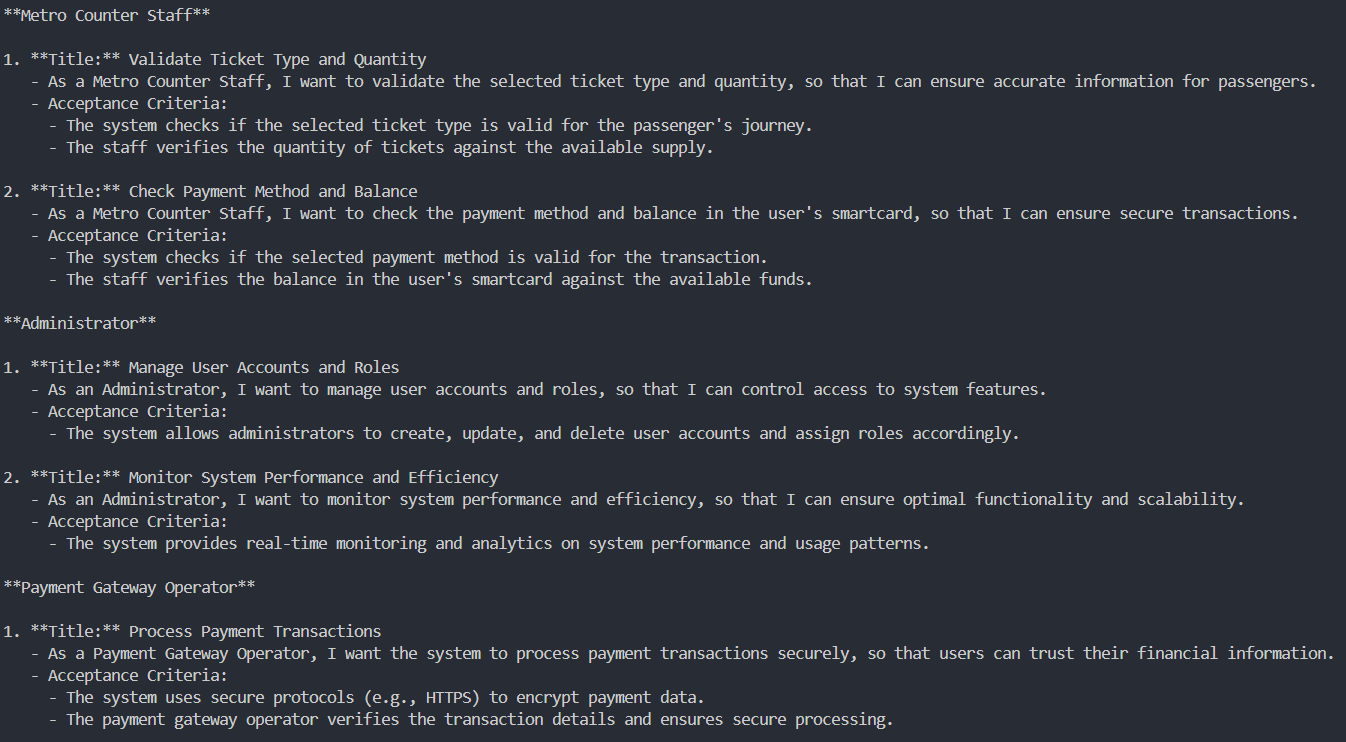 **Metro Counter Staff**
1. **Title:** Validate Ticket Type and Quantity
- As a Metro Counter Staff, I want to validate the selected ticket type and quantity, so that I can ensure accurate information for passengers.
- Acceptance Criteria:
- The system checks if the selected ticket type is valid for the passenger's journey.
- The staff verifies the quantity of tickets against the available supply.
2. **Title:** Check Payment Method and Balance
- As a Metro Counter Staff, I want to check the payment method and balance in the user's smartcard, so that I can ensure secure transactions.
- Acceptance Criteria:
- The system checks if the selected payment method is valid for the transaction.
- The staff verifies the balance in the user's smartcard against the available funds.
**Administrator**
1. **Title:** Manage User Accounts and Roles
- As an Administrator, I want to manage user accounts and roles, so that I can control access to system features.
- Acceptance Criteria:
- The system allows administrators to create, update, and delete user accounts and assign roles accordingly.
2. **Title:** Monitor System Performance and Efficiency
- As an Administrator, I want to monitor system performance and efficiency, so that I can ensure optimal functionality and scalability.
- Acceptance Criteria:
- The system provides real-time monitoring and analytics on system performance and usage patterns.
**Payment Gateway Operator**
1. **Title:** Process Payment Transactions
- As a Payment Gateway Operator, I want the system to process payment transactions securely, so that users can trust their financial information.
- Acceptance Criteria:
- The system uses secure protocols (e.g., HTTPS) to encrypt payment data.
- The payment gateway operator verifies the transaction details and ensures secure processing.